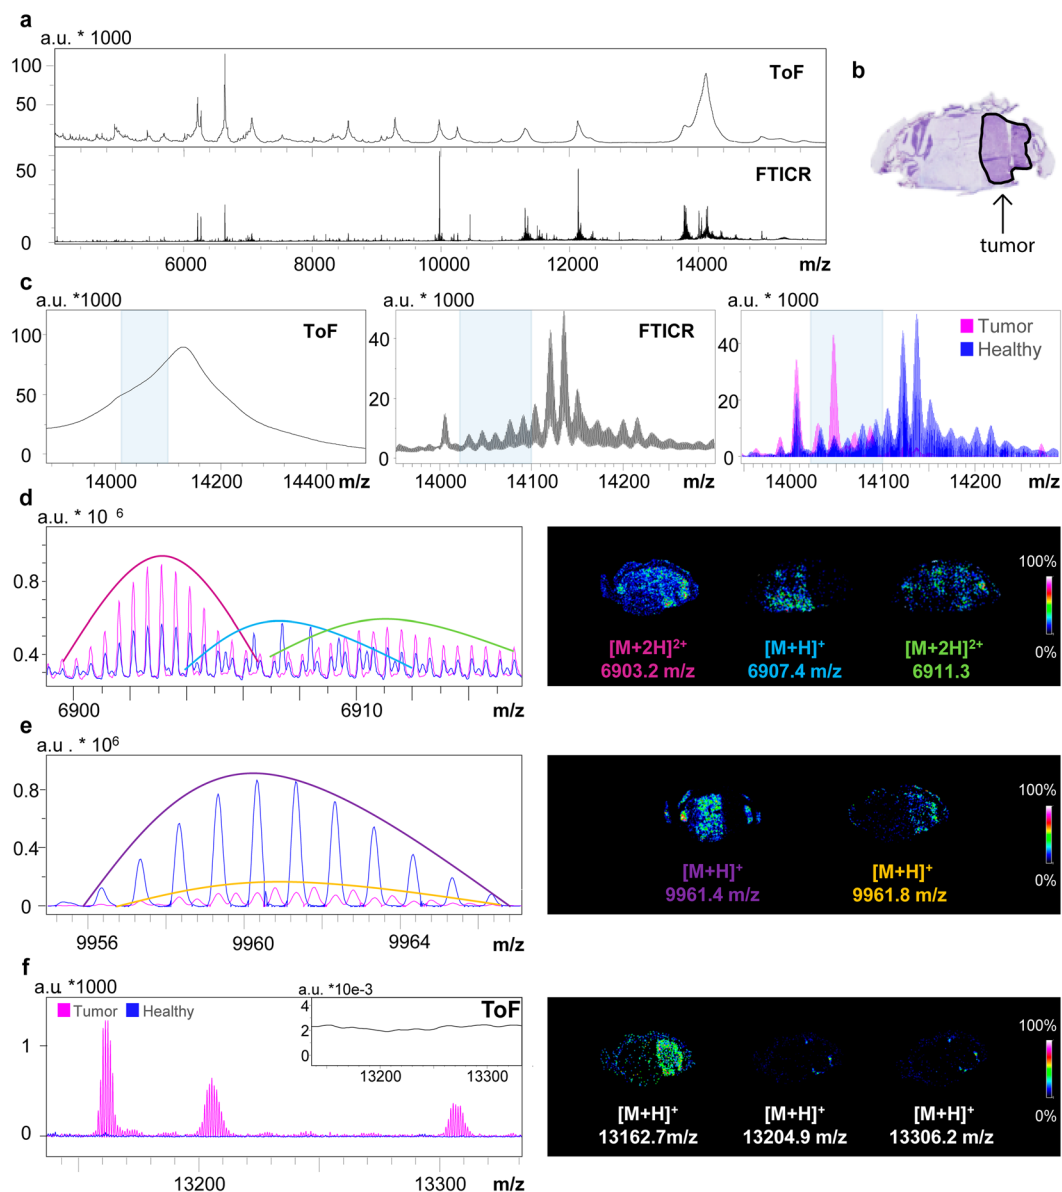 a
a.u. * 1000
ToF
100
50
FTICR
50
0
6000 8000 10000 12000 14000 m/z
b
tumor
c
a.u. *1000
ToF
100
50
0
14000 14200 14400 m/z
a.u. * 1000
FTICR
40
20
0
14000 14100 14200 m/z
a.u. * 1000
Tumor
Healthy
40
20
0
14000 14100 14200 m/z
d
a.u. * 10 6
0.8
0.4
6900 6910 m/z
100%
0%
[M+2H]2+ [M+H]+ [M+2H]2+
6903.2 m/z 6907.4 m/z 6911.3
e
a.u . * 106
0.8
0.4
0
9956 9960 9964 m/z
100%
0%
[M+H]+ [M+H]+
9961.4 m/z 9961.8 m/z
f
a.u *1000
Tumor Healthy
1
0
13200 13300 m/z
a.u. *10e-3
ToF
4
2
0
13200 13300
100%
0%
[M+H]+ [M+H]+ [M+H]+
13162.7m/z 13204.9 m/z 13306.2 m/z